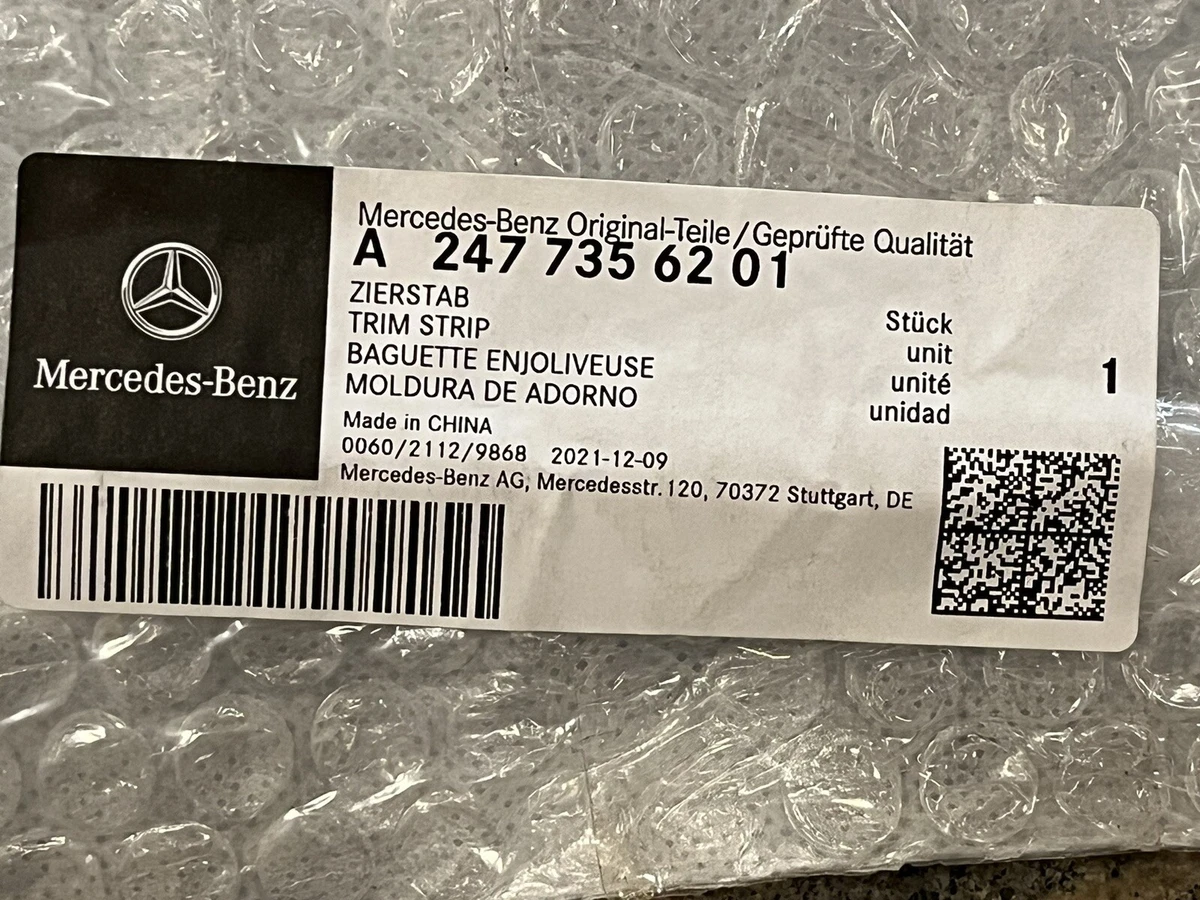 Mercedes-Benz
Mercedes-Benz Original-Teile/Geprüfte Qualität
A 247 735 62 01
ZIERSTAB
TRIM STRIP
BAGUETTE ENJOLIVEUSE
MOLDURA DE ADORNO
Stück
unit
unité
unidad
1
Made in CHINA
0060/2112/9868 2021-12-09
Mercedes-Benz AG, Mercedesstr. 120, 70372 Stuttgart, DE